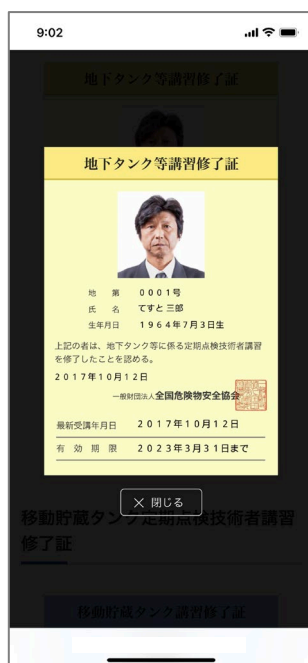 9:02
地下タンク等講習修了証
地下タンク等講習修了証
地 第 0001号
氏 名 てすと 三郎
生年月日 1964年7月3日生
上記の者は、地下タンク等に係る定期点検技術者講習
を修了したことを認める。
2017年10月12日
一般財団法人全国危険物安全協会
最新受講年月日 2017年10月12日
有効期限 2023年3月31日まで
× 閉じる
移動貯蔵タンク定期点検技術者講習
修了証
移動貯蔵タンク講習修了証